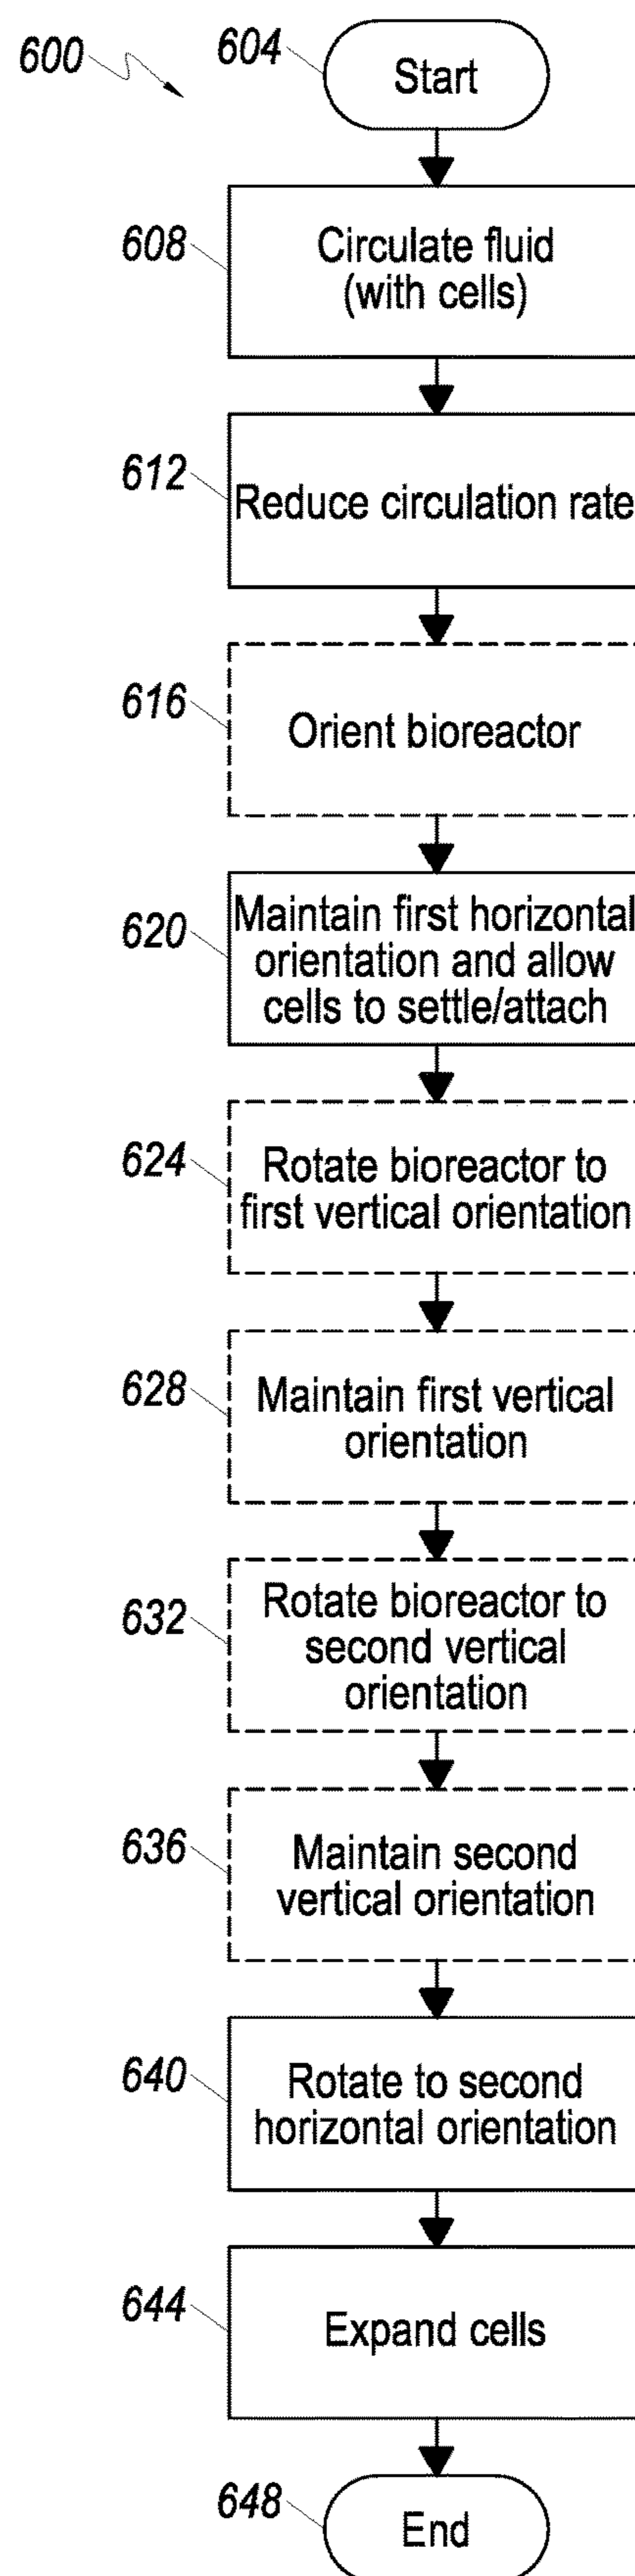 600
604
Start
608
Circulate fluid
(with cells)
612
Reduce circulation rate
616
Orient bioreactor
620
Maintain first horizontal
orientation and allow
cells to settle/attach
624
Rotate bioreactor to
first vertical orientation
628
Maintain first vertical
orientation
632
Rotate bioreactor to
second vertical
orientation
636
Maintain second
vertical orientation
640
Rotate to second
horizontal orientation
644
Expand cells
648
End